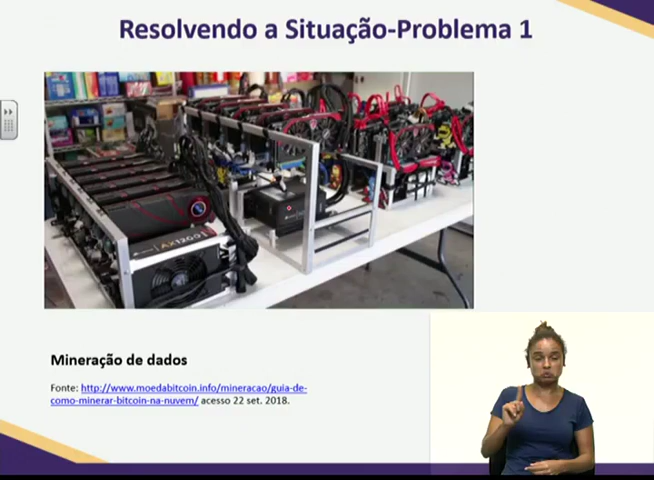 Resolvendo a Situação-Problema 1
AX1200i
Mineração de dados
Fonte: http://www.moedabitcoin.info/mineracao/guia-de-
como-minerar-bitcoin-na-nuvem/ acesso 22 set. 2018.